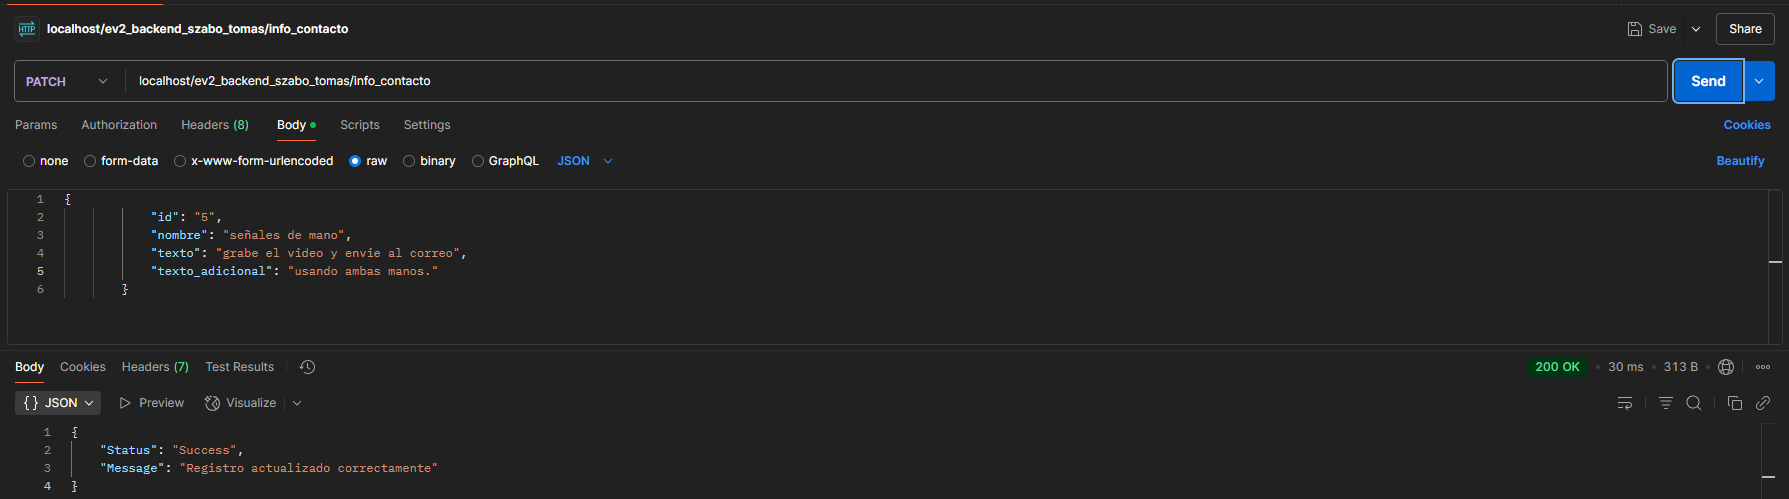 HTTP localhost/ev2_backend_szabo_tomas/info_contacto Save Share
PATCH localhost/ev2_backend_szabo_tomas/info_contacto Send
Params Authorization Headers (8) Body Scripts Settings Cookies
none form-data x-www-form-urlencoded raw binary GraphQL JSON Beautify
1 {
2 "id": "5",
3 "nombre": "señales de mano",
4 "texto": "grabe el video y envie al correo",
5 "texto_adicional": "usando ambas manos."
6 }
Body Cookies Headers (7) Test Results 200 OK 30 ms 313 B
{} JSON Preview Visualize
1 {
2 "Status": "Success",
3 "Message": "Registro actualizado correctamente"
4 }